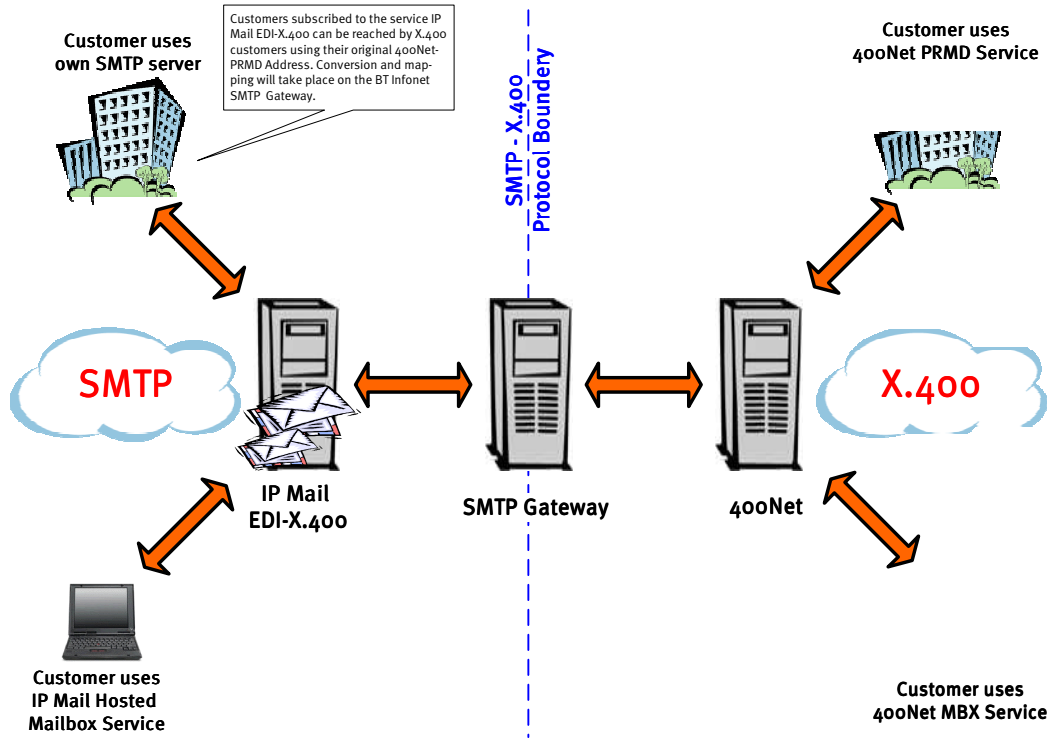 Customer uses
own SMTP server
Customers subscribed to the service IP
Mail EDI-X.400 can be reached by X.400
customers using their original 400Net-
PRMD Address. Conversion and map-
ping will take place on the BT Infonet
SMTP Gateway.
SMTP - X.400
Protocol Boundery
Customer uses
400Net PRMD Service
SMTP
X.400
IP Mail
EDI-X.400
SMTP Gateway
400Net
Customer uses
IP Mail Hosted
Mailbox Service
Customer uses
400Net MBX Service